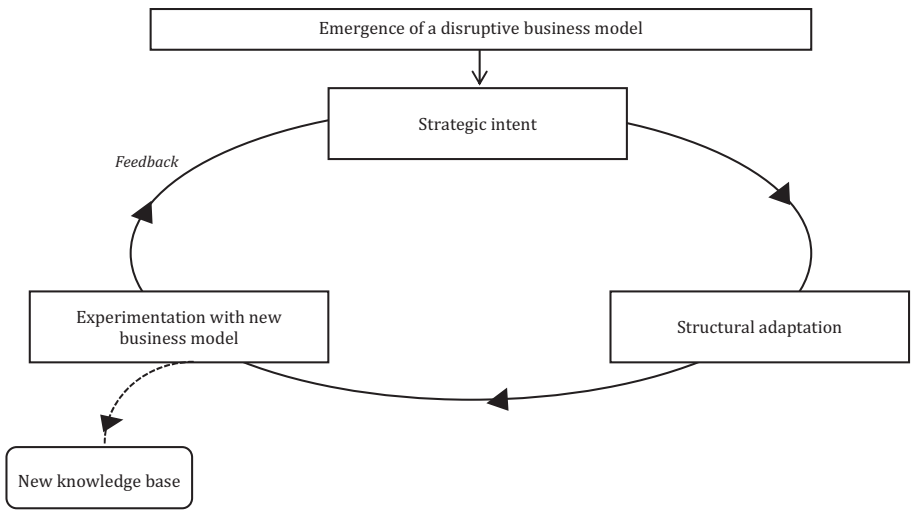 Emergence of a disruptive business model
Strategic intent
Feedback
Experimentation with new
business model
Structural adaptation
New knowledge base